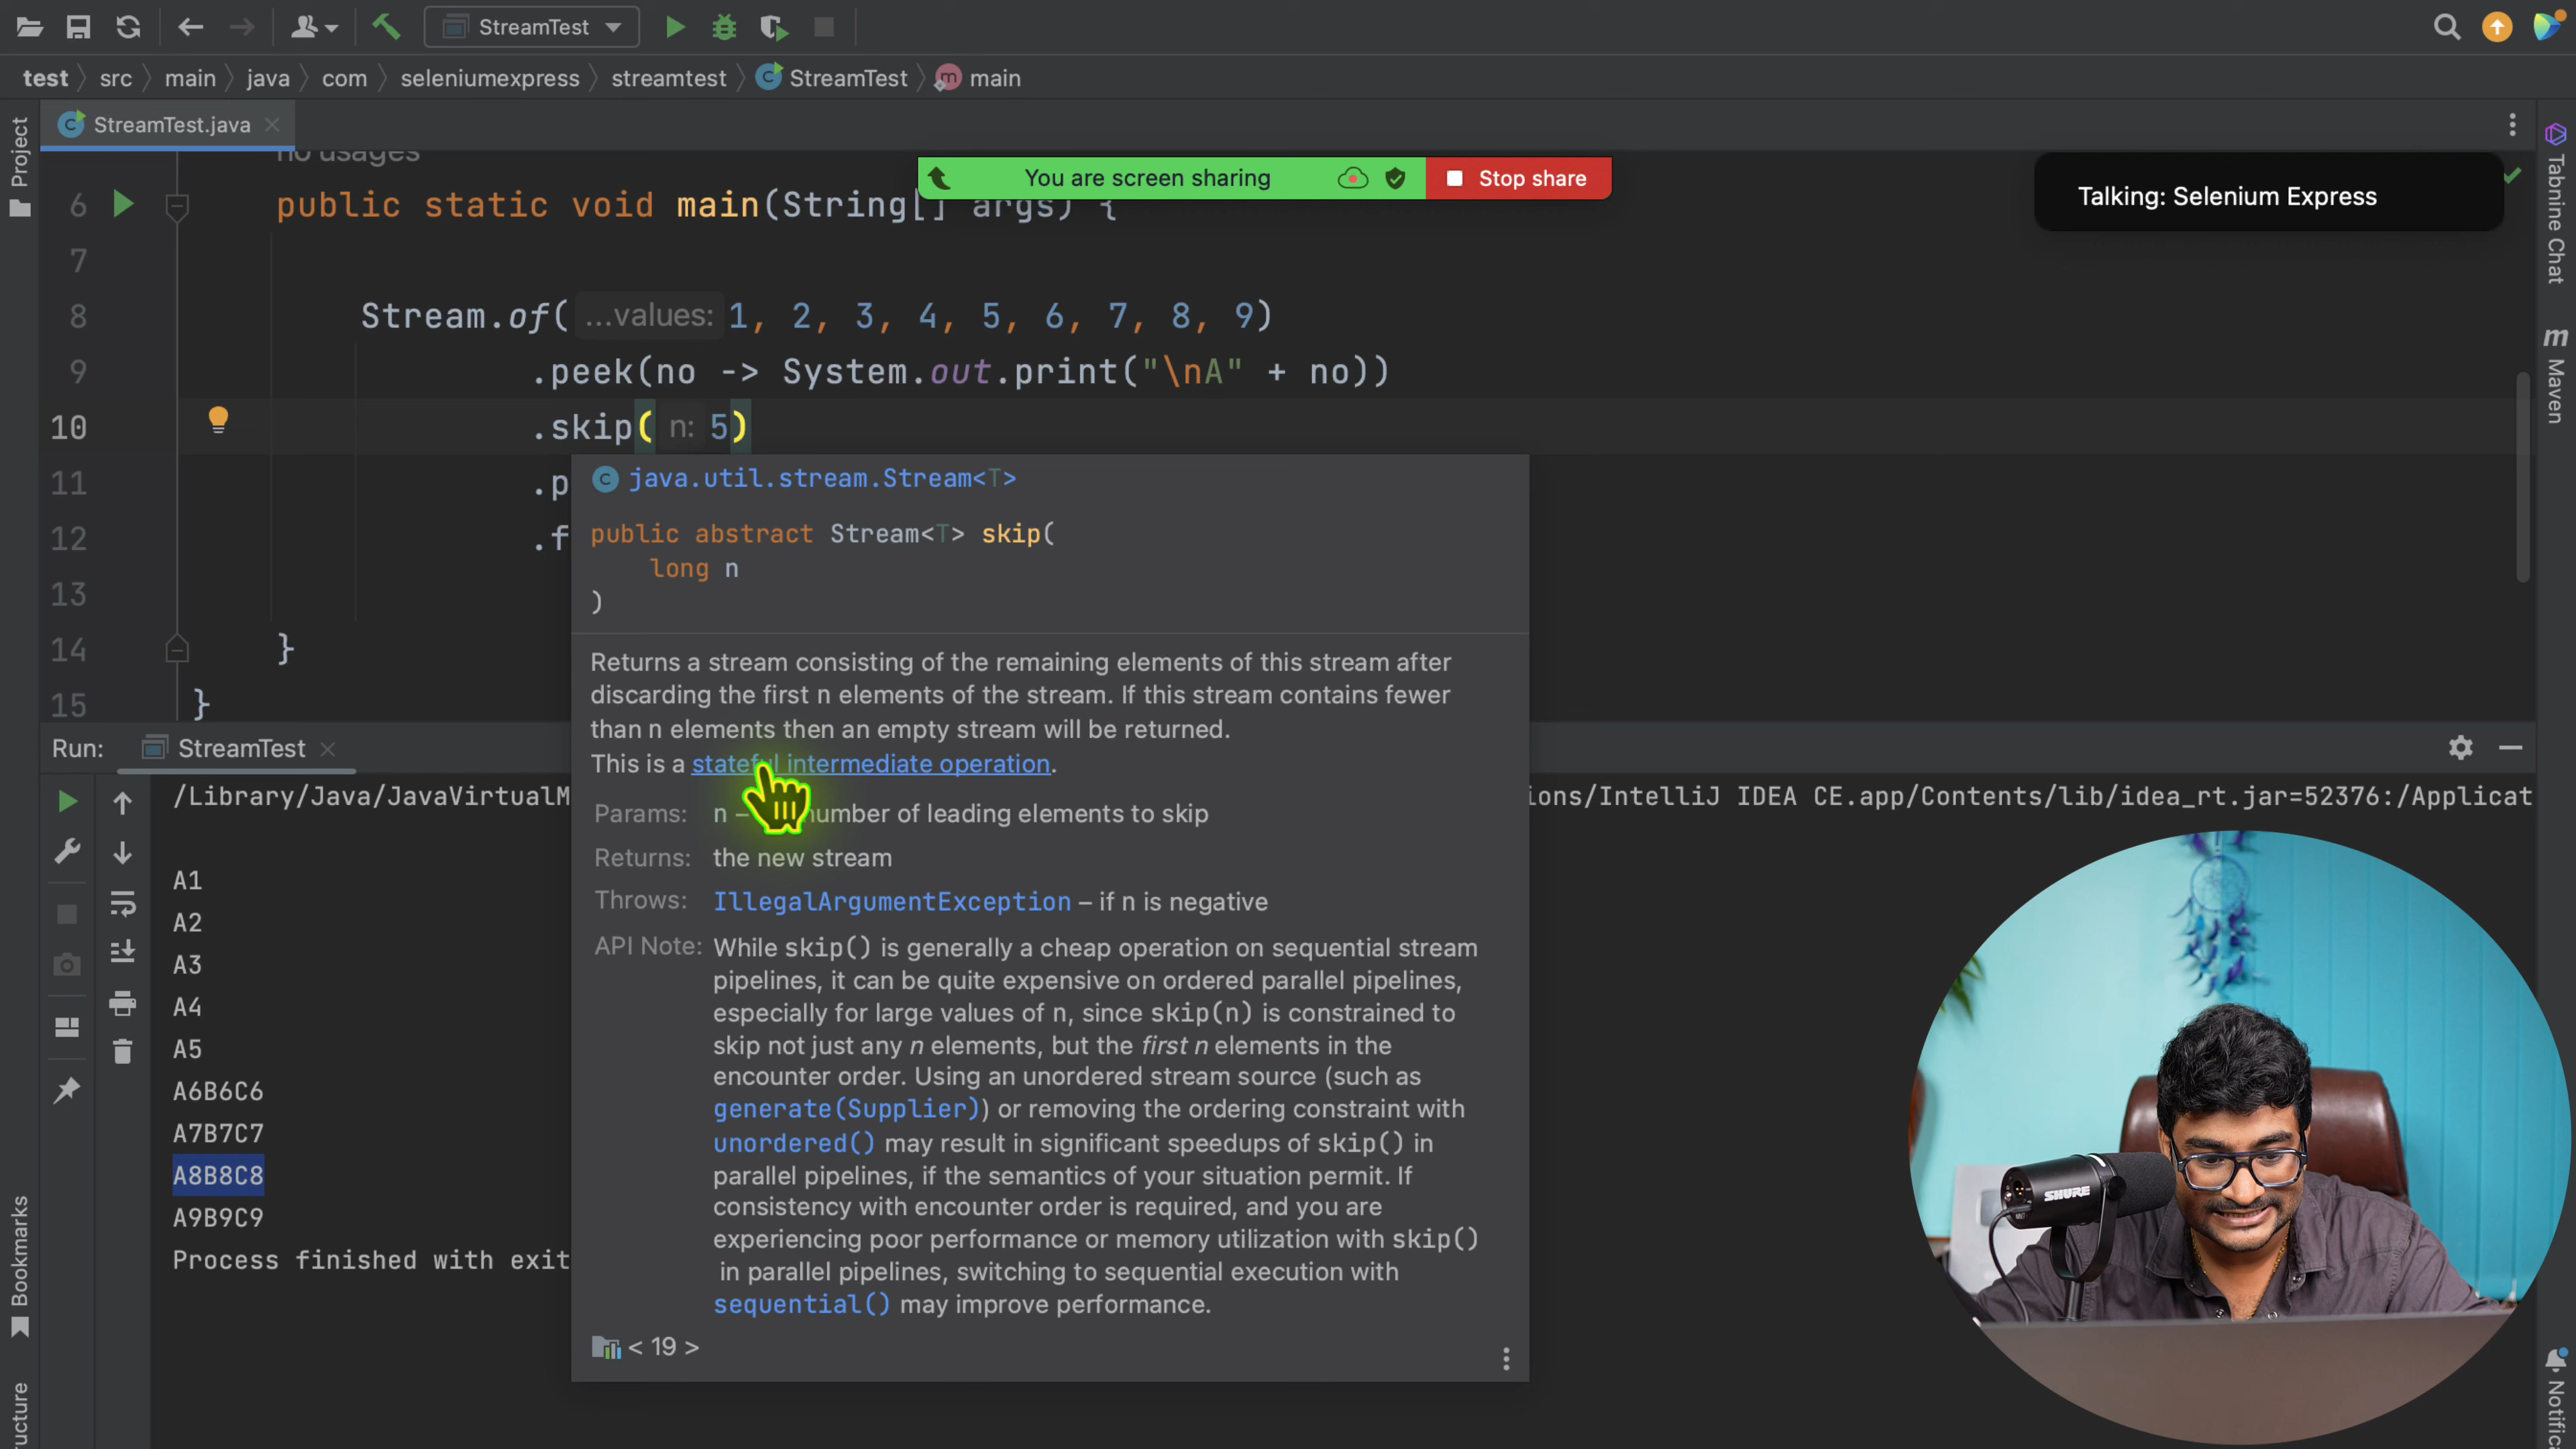 StreamTest
test src main java com seleniumexpress streamtest StreamTest main
Project
StreamTest.java
no usages
You are screen sharing
Stop share
Talking: Selenium Express
Tabnine Chat
Maven
6 public static void main(String[] args) {
7
8 Stream.of( ...values: 1, 2, 3, 4, 5, 6, 7, 8, 9)
9 .peek(no -> System.out.print("\nA" + no))
10 .skip( n: 5)
11 .p
12 .f
13
14 }
15 }
java.util.stream.Stream<T>
public abstract Stream<T> skip(
long n
)
Returns a stream consisting of the remaining elements of this stream after
discarding the first n elements of the stream. If this stream contains fewer
than n elements then an empty stream will be returned.
This is a stateful intermediate operation.
Params: n – number of leading elements to skip
Returns: the new stream
Throws: IllegalArgumentException – if n is negative
API Note: While skip() is generally a cheap operation on sequential stream
pipelines, it can be quite expensive on ordered parallel pipelines,
especially for large values of n, since skip(n) is constrained to
skip not just any n elements, but the first n elements in the
encounter order. Using an unordered stream source (such as
generate(Supplier)) or removing the ordering constraint with
unordered() may result in significant speedups of skip() in
parallel pipelines, if the semantics of your situation permit. If
consistency with encounter order is required, and you are
experiencing poor performance or memory utilization with skip()
in parallel pipelines, switching to sequential execution with
sequential() may improve performance.
< 19 >
Run: StreamTest
/Library/Java/JavaVirtualM
ions/IntelliJ IDEA CE.app/Contents/lib/idea_rt.jar=52376:/Applicat
A1
A2
A3
A4
A5
A6B6C6
A7B7C7
A8B8C8
A9B9C9
Process finished with exit
Bookmarks
ucture
Notific
SHURE